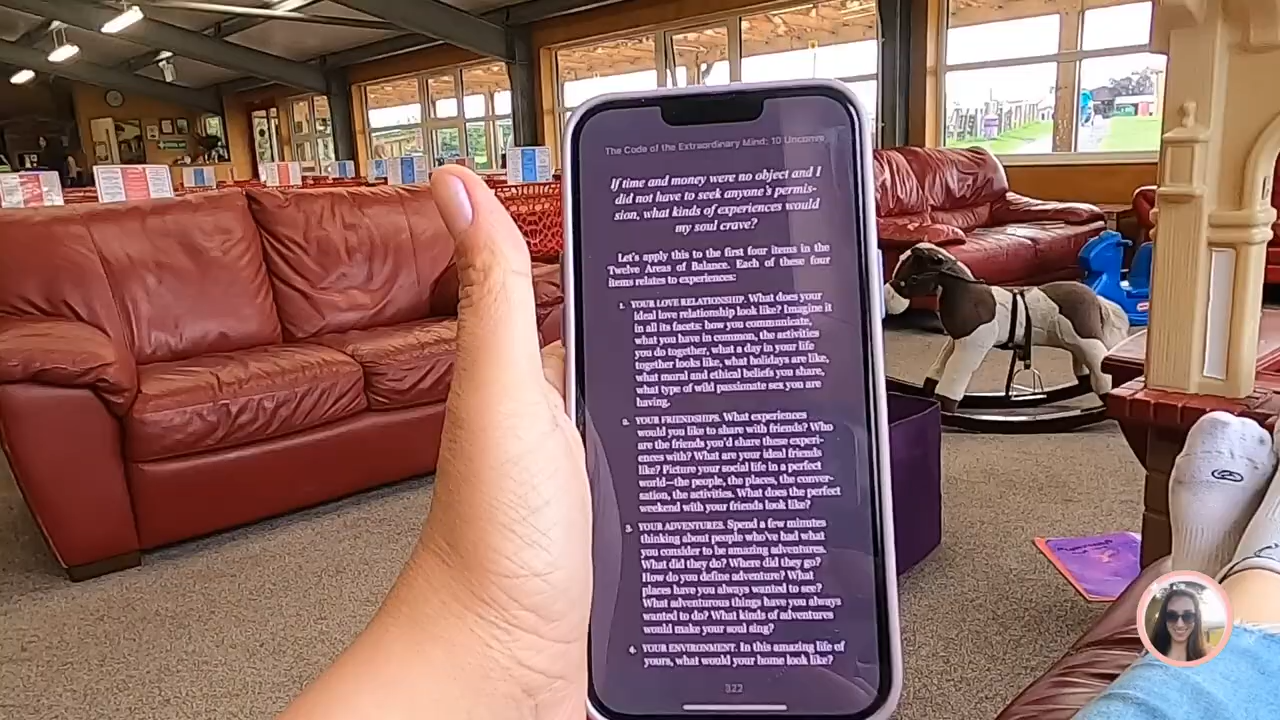 The Code of the Extraordinary Mind: 10 Uncomm
If time and money were no object and I
did not have to seek anyone's permis-
sion, what kinds of experiences would
my soul crave?
Let's apply this to the first four items in the
Twelve Areas of Balance. Each of these four
items relates to experiences:
1. YOUR LOVE RELATIONSHIP. What does your
ideal love relationship look like? Imagine it
in all its facets: how you communicate,
what you have in common, the activities
you do together, what a day in your life
together looks like, what holidays are like,
what moral and ethical beliefs you share,
what type of wild passionate sex you are
having.
2. YOUR FRIENDSHIPS. What experiences
would you like to share with friends? Who
are the friends you'd share these experi-
ences with? What are your ideal friends
like? Picture your social life in a perfect
world—the people, the places, the conver-
sation, the activities. What does the perfect
weekend with your friends look like?
3. YOUR ADVENTURES. Spend a few minutes
thinking about people who've had what
you consider to be amazing adventures.
What did they do? Where did they go?
How do you define adventure? What
places have you always wanted to see?
What adventurous things have you always
wanted to do? What kinds of adventures
would make your soul sing?
4. YOUR ENVIRONMENT. In this amazing life of
yours, what would your home look like?
322